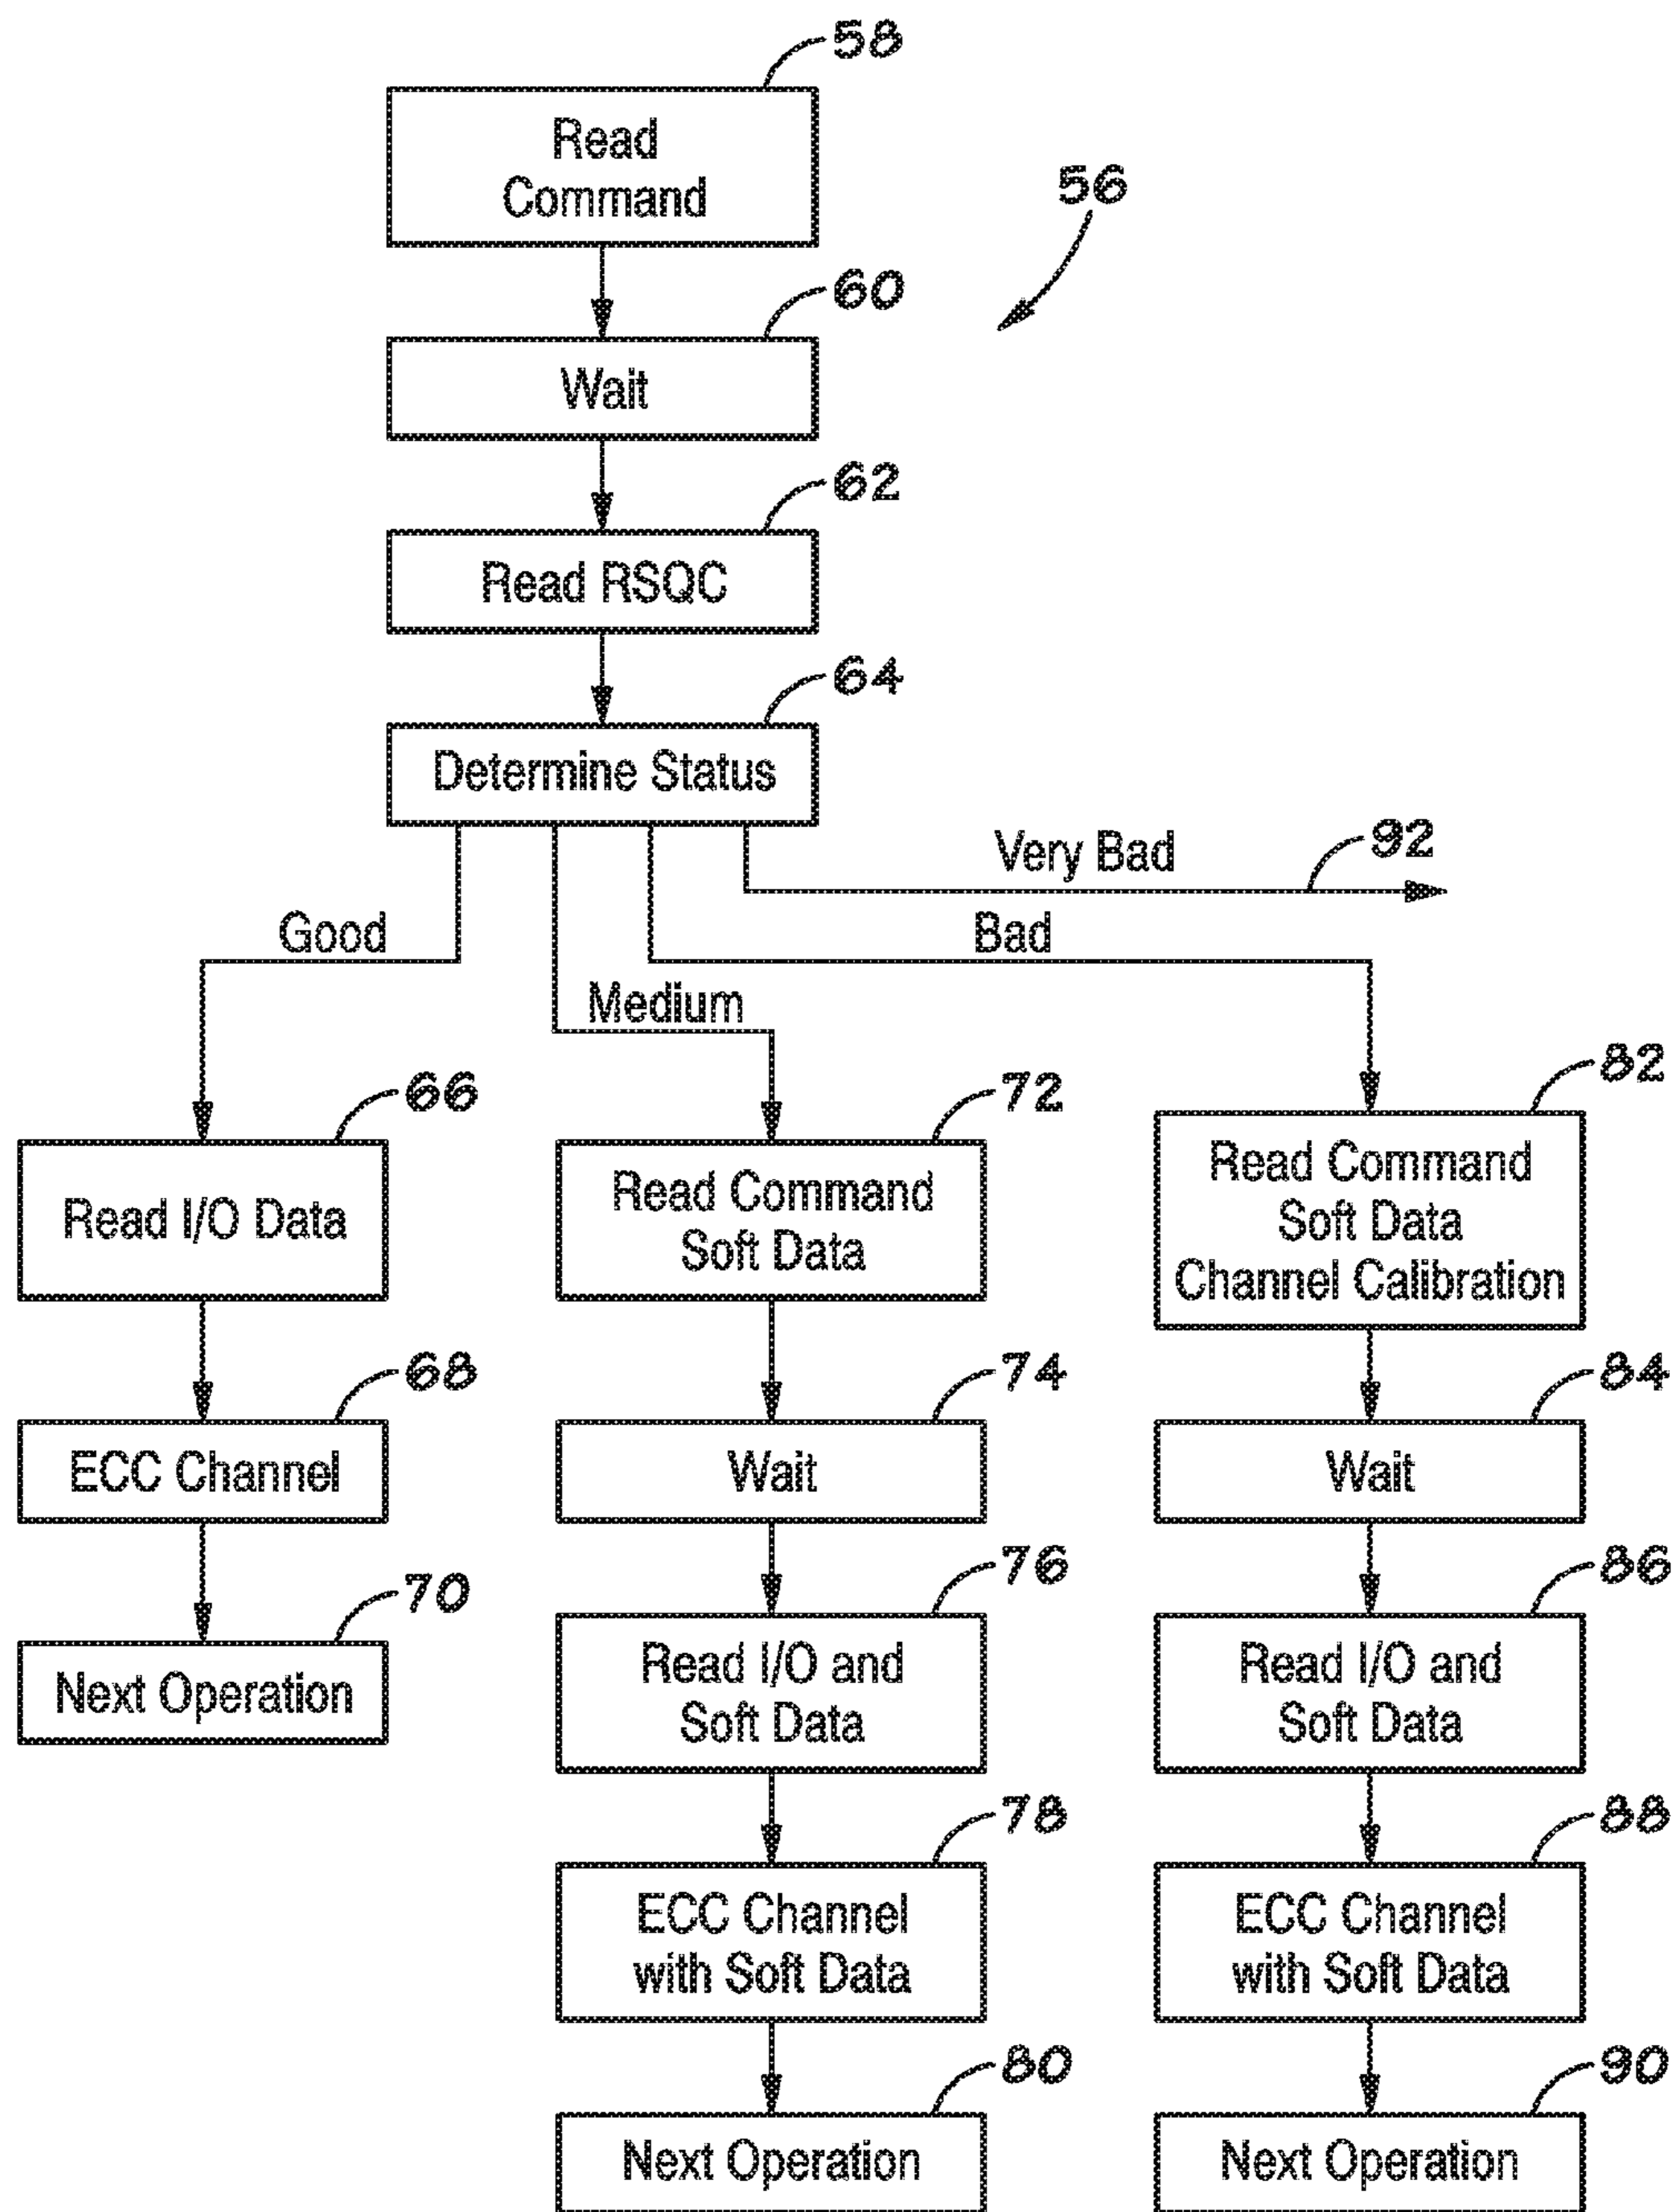 58
Read
Command
56
60
Wait
62
Read RSQC
64
Determine Status
Very Bad
92
Good
Bad
Medium
66
Read I/O Data
68
ECC Channel
70
Next Operation
72
Read Command
Soft Data
74
Wait
76
Read I/O and
Soft Data
78
ECC Channel
with Soft Data
80
Next Operation
82
Read Command
Soft Data
Channel Calibration
84
Wait
86
Read I/O and
Soft Data
88
ECC Channel
with Soft Data
90
Next Operation